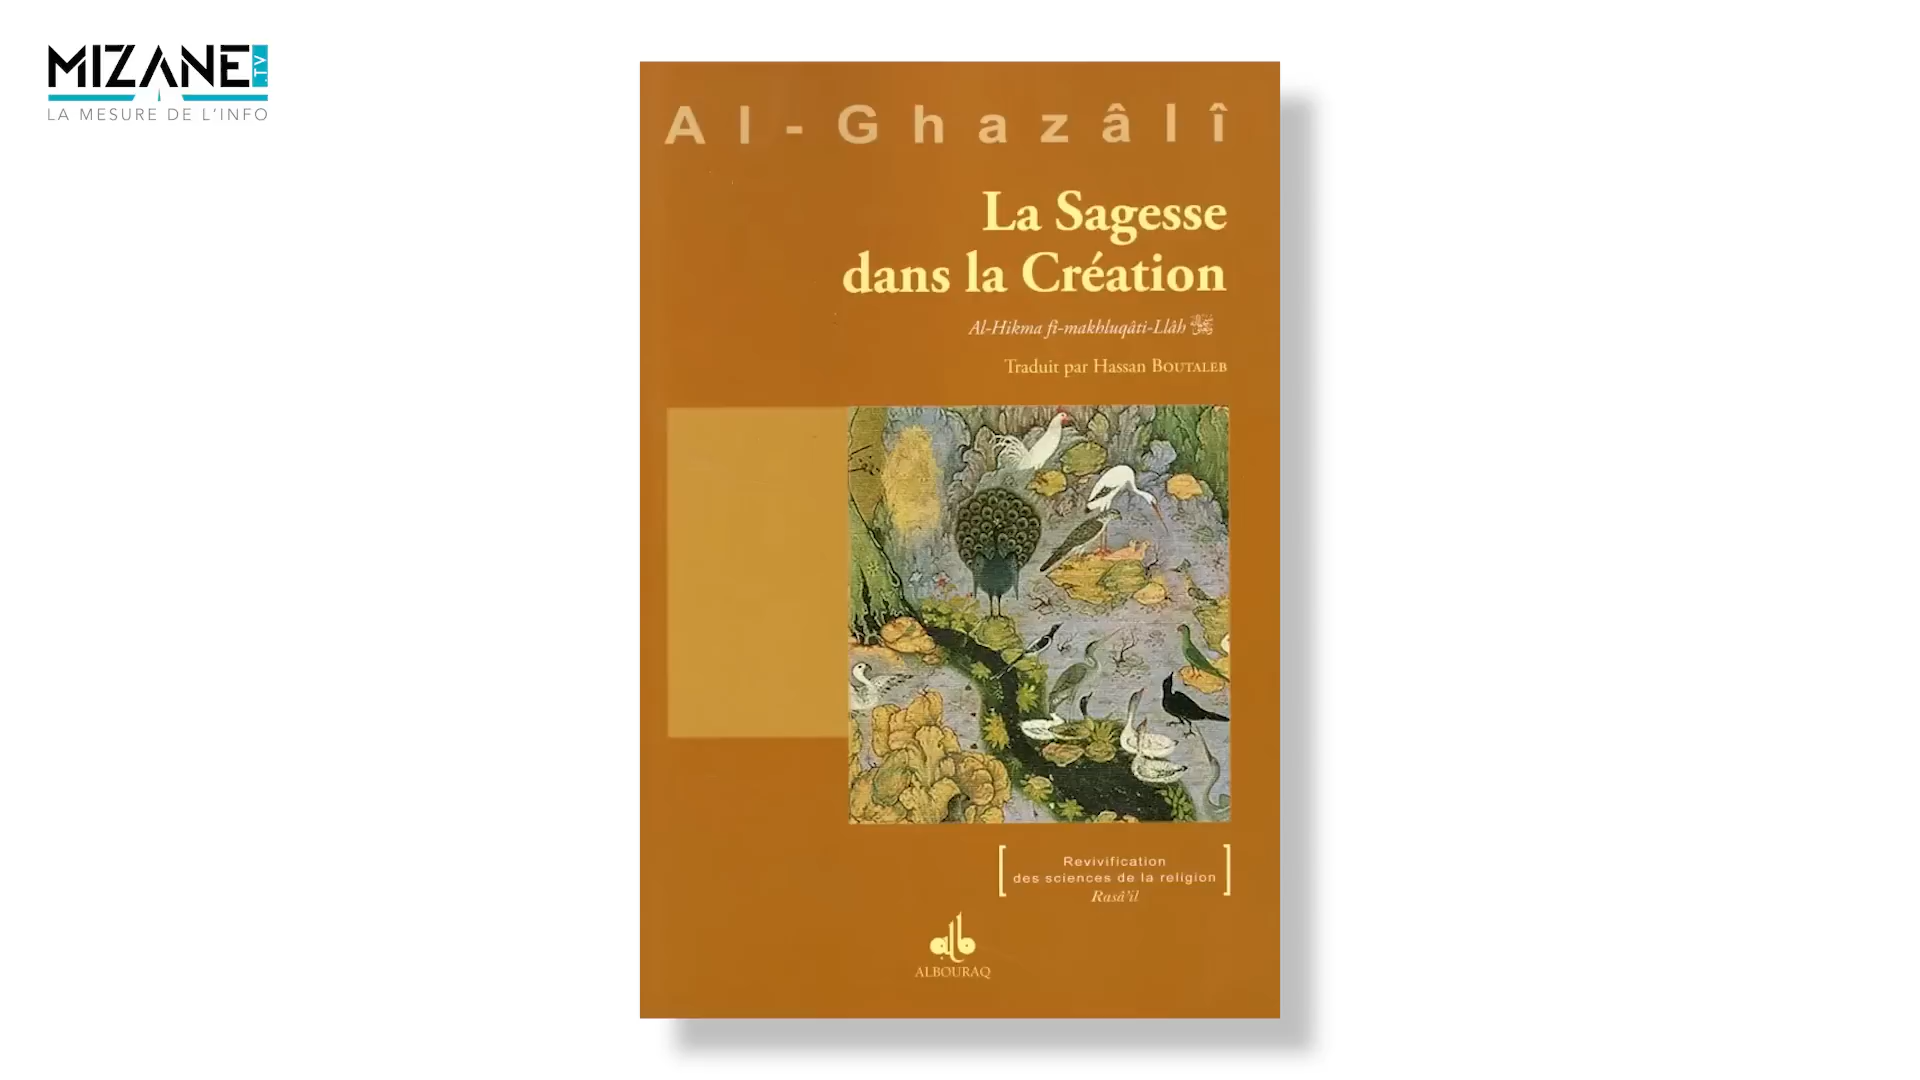 MIZANE.TV
LA MESURE DE L'INFO
Al-Ghazâlî
La Sagesse
dans la Création
Al-Hikma fî-makhluqâti-Llâh
Traduit par Hassan BOUTALEB
Revivification
des sciences de la religion
Rasâ'il
ALBOURAQ